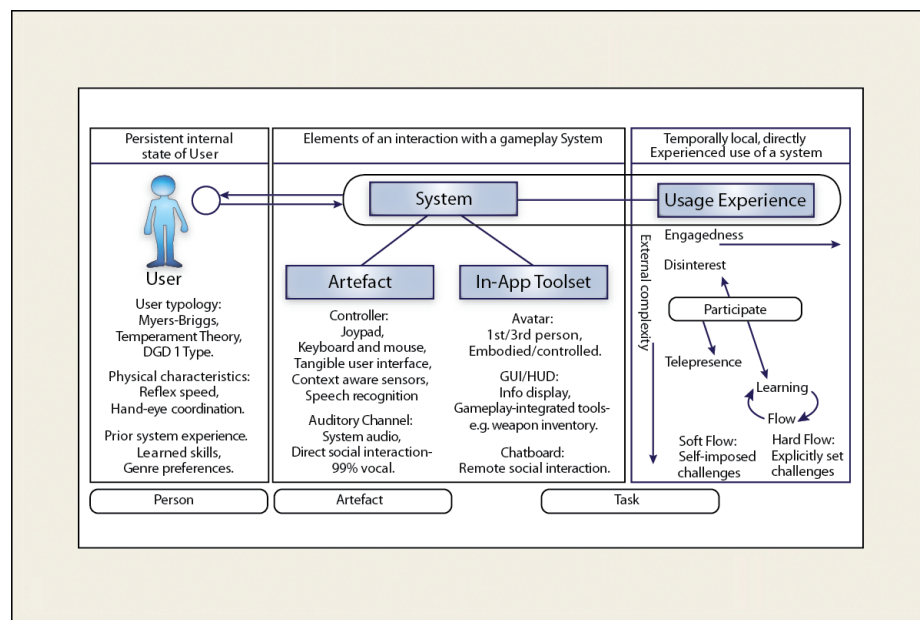 Persistent internal
state of User
User
User typology:
Myers-Briggs,
Temperament Theory,
DGD 1 Type.
Physical characteristics:
Reflex speed,
Hand-eye coordination.
Prior system experience.
Learned skills,
Genre preferences.
Elements of an interaction with a gameplay System
System
Artefact
Controller:
Joypad,
Keyboard and mouse,
Tangible user interface,
Context aware sensors,
Speech recognition
Auditory Channel:
System audio,
Direct social interaction-
99% vocal.
In-App Toolset
Avatar:
1st/3rd person,
Embodied/controlled.
GUI/HUD:
Info display,
Gameplay-integrated tools-
e.g. weapon inventory.
Chatboard:
Remote social interaction.
Temporally local, directly
Experienced use of a system
Usage Experience
External complexity
Engagedness
Disinterest
Participate
Telepresence
Learning
Flow
Soft Flow:
Self-imposed
challenges
Hard Flow:
Explicitly set
challenges
Person
Artefact
Task